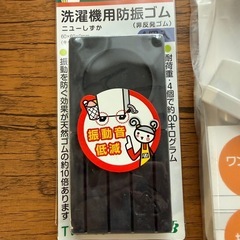 洗濯機用防振ゴム
ニューしずか
(非反発ゴム)
耐荷重・4個で約100キログラム
振動を防ぐ効果が天然ゴムの約10倍あります
振動音
低減
ワン